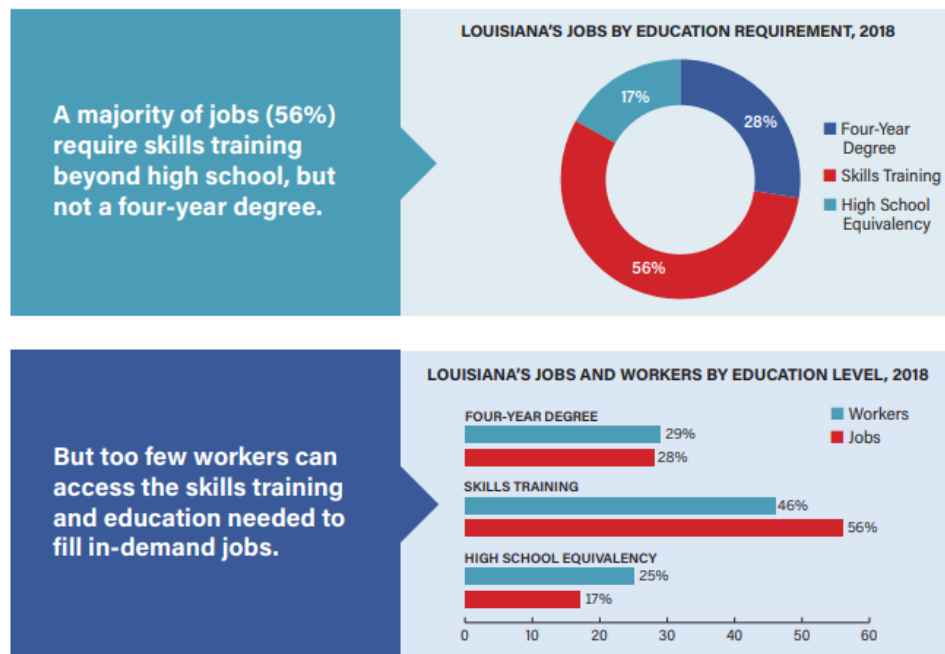 A majority of jobs (56%)
require skills training
beyond high school, but
not a four-year degree.
LOUISIANA'S JOBS BY EDUCATION REQUIREMENT, 2018
17%
28%
56%
Four-Year
Degree
Skills Training
High School
Equivalency
But too few workers can
access the skills training
and education needed to
fill in-demand jobs.
LOUISIANA'S JOBS AND WORKERS BY EDUCATION LEVEL, 2018
Workers
Jobs
FOUR-YEAR DEGREE
29%
28%
SKILLS TRAINING
46%
56%
HIGH SCHOOL EQUIVALENCY
25%
17%
0 10 20 30 40 50 60